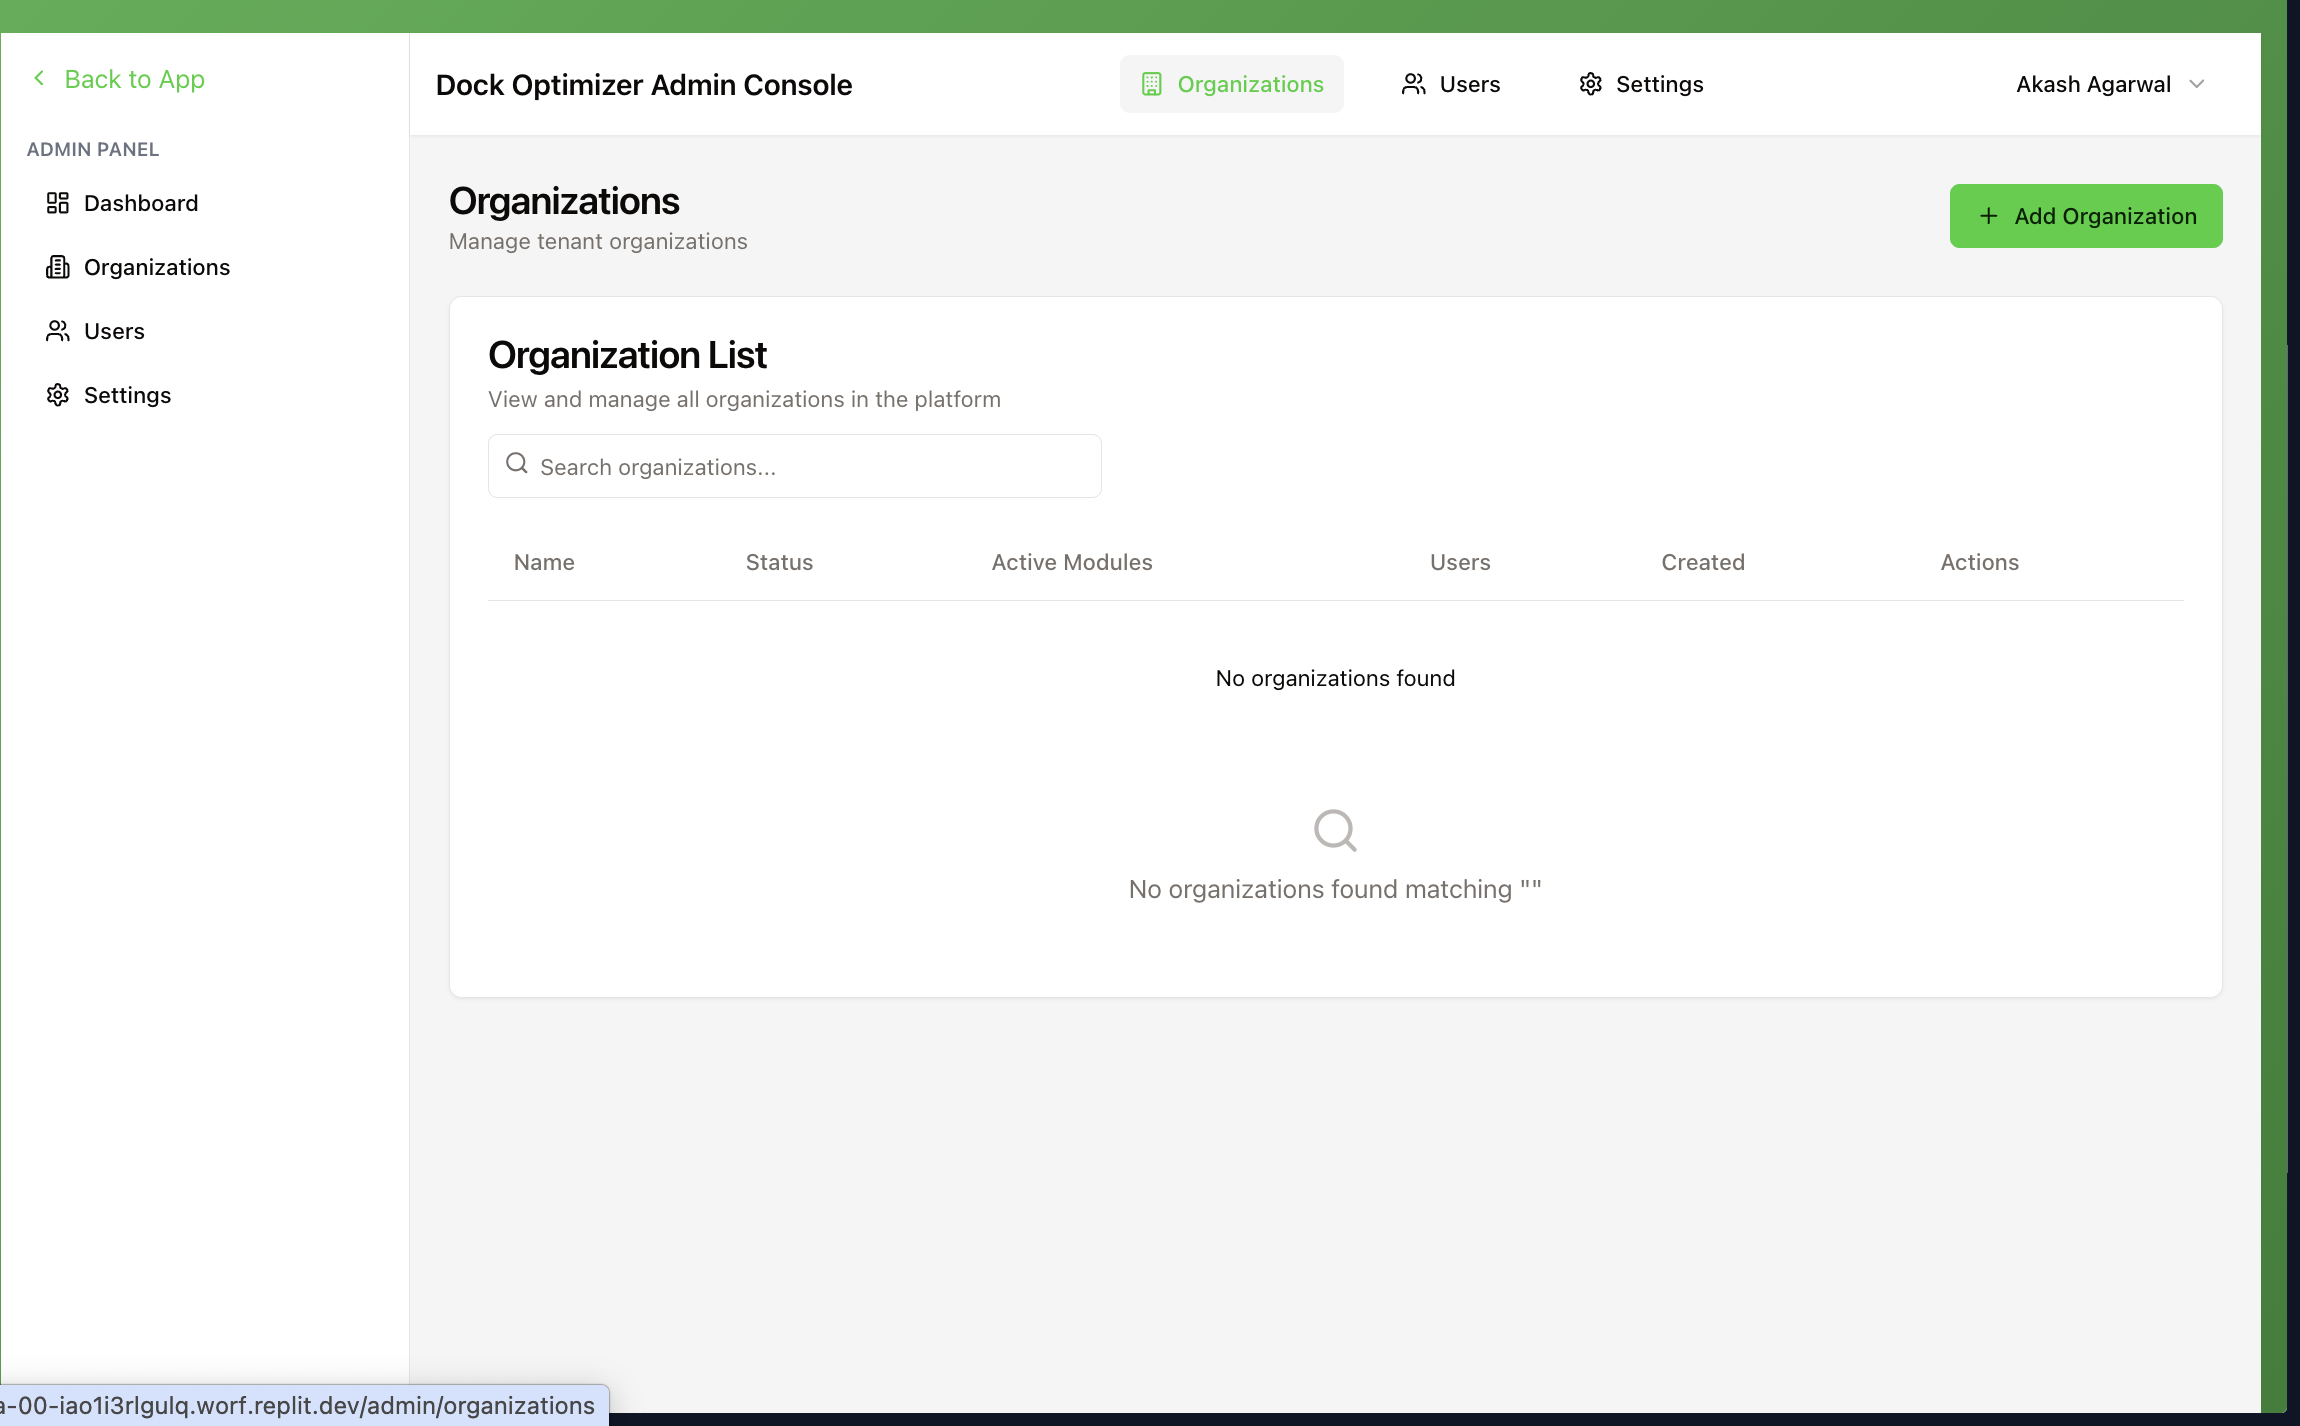 Back to App
ADMIN PANEL
Dashboard
Organizations
Users
Settings
Dock Optimizer Admin Console
Organizations
Users
Settings
Akash Agarwal
Organizations
Manage tenant organizations
+ Add Organization
Organization List
View and manage all organizations in the platform
Search organizations...
Name Status Active Modules Users Created Actions
No organizations found
No organizations found matching ""
a-00-iao1i3rlgulq.worf.replit.dev/admin/organizations